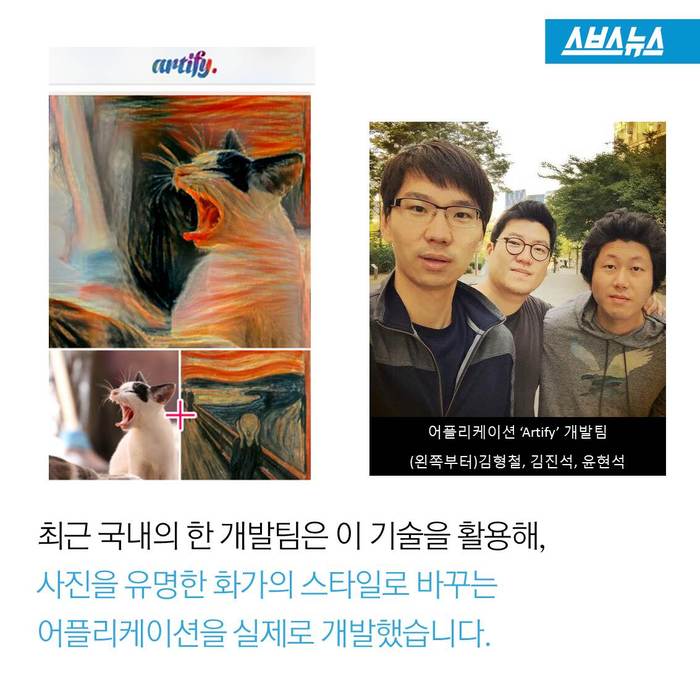 스브스뉴스
artify.
어플리케이션 ‘Artify’ 개발팀
(왼쪽부터)김형철, 김진석, 윤현석
최근 국내의 한 개발팀은 이 기술을 활용해,
사진을 유명한 화가의 스타일로 바꾸는
어플리케이션을 실제로 개발했습니다.